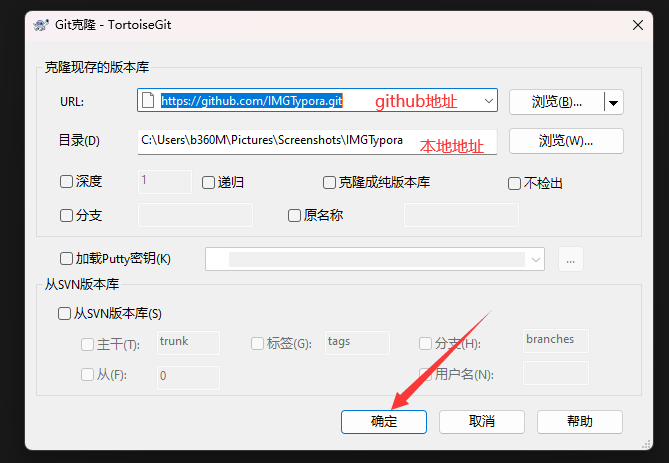 Git克隆 - TortoiseGit
克隆现存的版本库
URL: https://github.com/IMGTypora.git github地址 浏览(B)...
目录(D) C:\Users\b360M\Pictures\Screenshots\IMGTypora 本地地址 浏览(W)...
深度 1 递归 克隆成纯版本库 不检出
分支 原名称
加载Putty密钥(K) ...
从SVN版本库
从SVN版本库(S)
主干(T): trunk 标签(G): tags 分支(H): branches
从(F): 0 用户名(N):
确定 取消 帮助